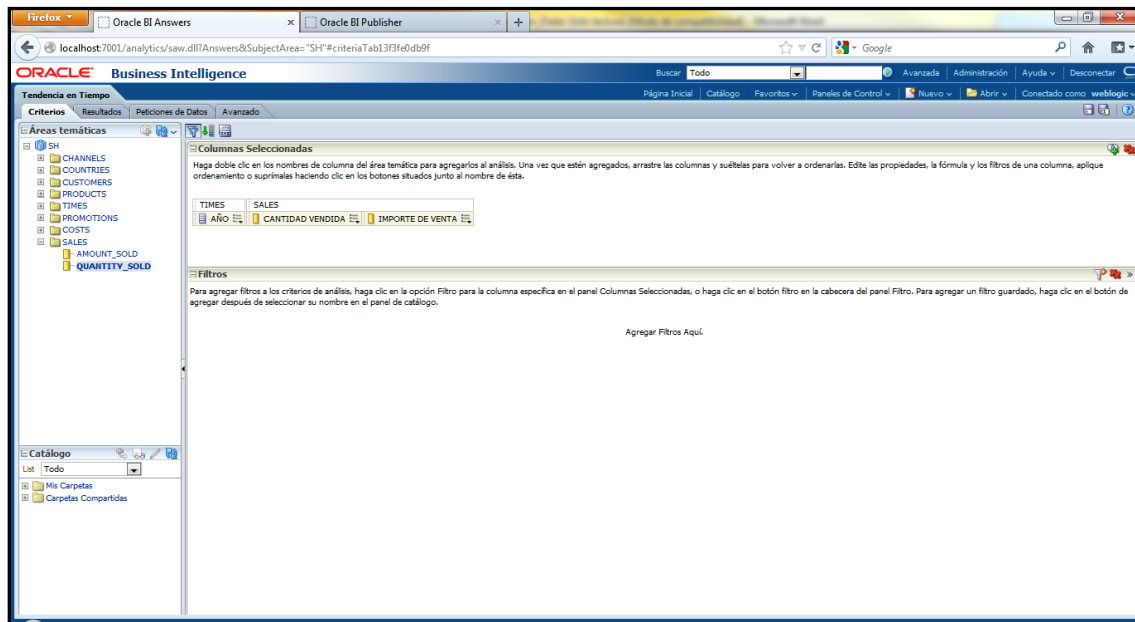 Firefox
Oracle BI Answers × Oracle BI Publisher × +
localhost:7001/analytics/saw.dll?Answers&SubjectArea="SH"#criteriaTab13f3fe0db9f Google
ORACLE Business Intelligence Buscar Todo Avanzada Administración Ayuda Desconectar
Tendencia en Tiempo Página Inicial Catálogo Favoritos Paneles de Control Nuevo Abrir Conectado como weblogic
Criterios Resultados Peticiones de Datos Avanzado
Áreas temáticas
SH
CHANNELS
COUNTRIES
CUSTOMERS
PRODUCTS
TIMES
PROMOTIONS
COSTS
SALES
AMOUNT_SOLD
QUANTITY_SOLD
Catálogo
List Todo
Mis Carpetas
Carpetas Compartidas
Columnas Seleccionadas
Haga doble clic en los nombres de columna del área temática para agregarlos al análisis. Una vez que estén agregados, arrastre las columnas y suéltelas para volver a ordenarlas. Edite las propiedades, la fórmula y los filtros de una columna, aplique
ordenamiento o suprímalas haciendo clic en los botones situados junto al nombre de ésta.
TIMES SALES
AÑO CANTIDAD VENDIDA IMPORTE DE VENTA
Filtros
Para agregar filtros a los criterios de análisis, haga clic en la opción Filtro para la columna específica en el panel Columnas Seleccionadas, o haga clic en el botón filtro en la cabecera del panel Filtro. Para agregar un filtro guardado, haga clic en el botón de
agregar después de seleccionar su nombre en el panel de catálogo.
Agregar Filtros Aquí.